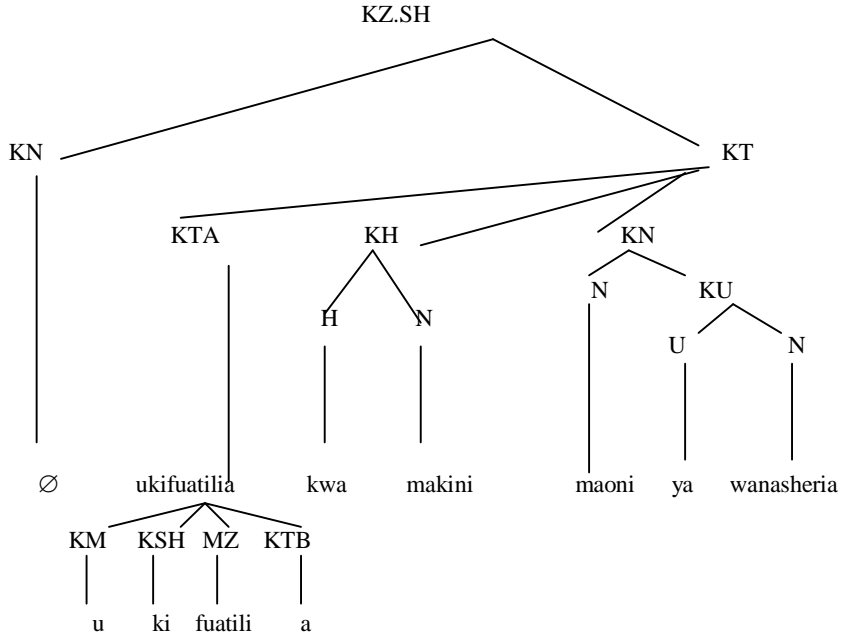 KZ.SH
KN KT
KTA KH KN
N KU
H N
U N
∅ ukifuatilia kwa makini maoni ya wanasheria
KM KSH MZ KTB
u ki fuatili a